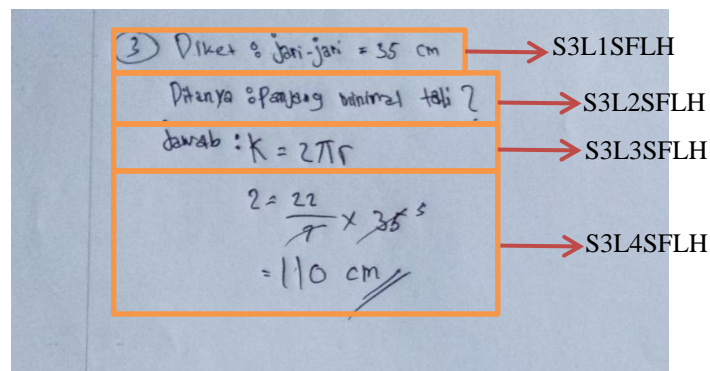 ③ Diket : Jari-jari = 35 cm
S3L1SFLH
Ditanya : Panjang minimal tali ?
S3L2SFLH
Jawab : K = 2πr
S3L3SFLH
2 = 22/7 × 35 5
= 110 cm
S3L4SFLH